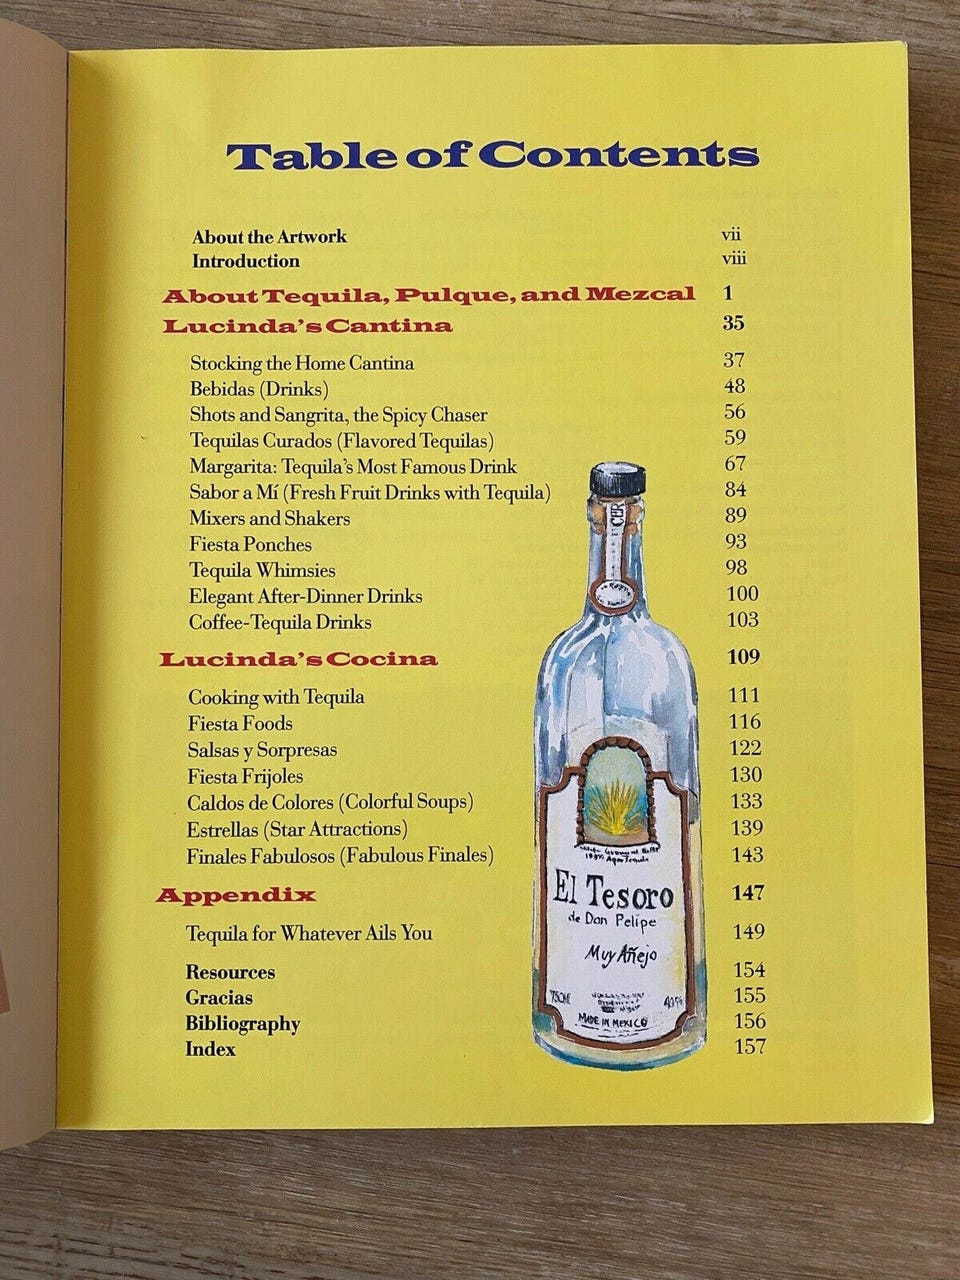 Table of Contents
About the Artwork vii
Introduction viii
About Tequila, Pulque, and Mezcal 1
Lucinda's Cantina 35
Stocking the Home Cantina 37
Bebidas (Drinks) 48
Shots and Sangrita, the Spicy Chaser 56
Tequilas Curados (Flavored Tequilas) 59
Margarita: Tequila's Most Famous Drink 67
Sabor a Mí (Fresh Fruit Drinks with Tequila) 84
Mixers and Shakers 89
Fiesta Ponches 93
Tequila Whimsies 98
Elegant After-Dinner Drinks 100
Coffee-Tequila Drinks 103
Lucinda's Cocina 109
Cooking with Tequila 111
Fiesta Foods 116
Salsas y Sorpresas 122
Fiesta Frijoles 130
Caldos de Colores (Colorful Soups) 133
Estrellas (Star Attractions) 139
Finales Fabulosos (Fabulous Finales) 143
Appendix 147
Tequila for Whatever Ails You 149
Resources 154
Gracias 155
Bibliography 156
Index 157
El Tesoro
de Don Felipe
Muy Añejo
750ML 40%
MADE IN MEXICO